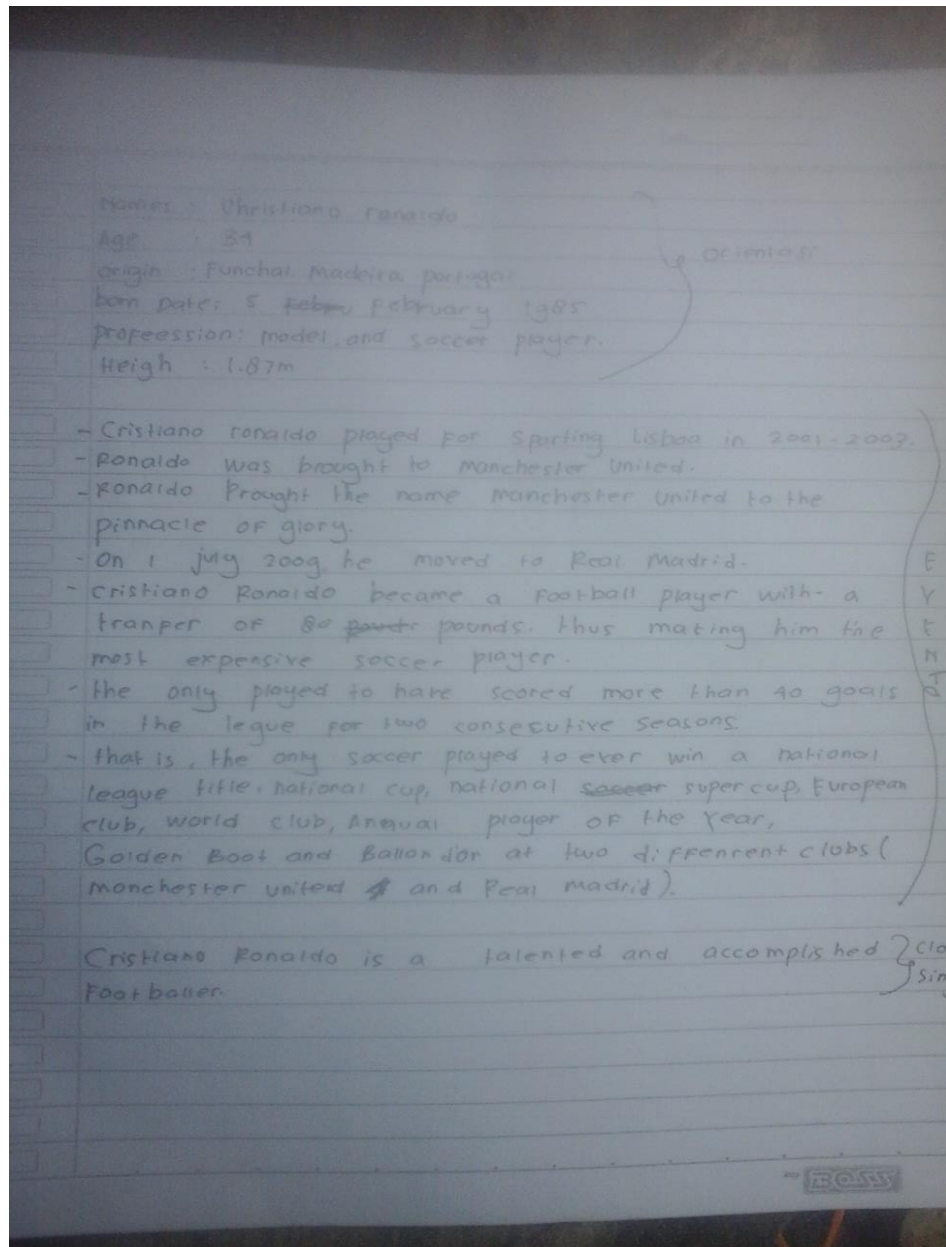 Names : Christiano ronaldo
Age : 34
origin : Funchal Madeira portugal
born Date: 5 Febru February 1985
profeession: model and soccer player.
Heigh : 1.87m
orientasi
- Cristiano ronaldo played for Sporting Lisboa in 2001-2003.
- Ronaldo was brought to Manchester United.
- Ronaldo Brought the name Manchester United to the
pinnacle of glory.
- On 1 july 2009 he moved to Real Madrid.
- Cristiano Ronaldo became a football player with a
tranper of 80 pounds. thus mating him the
most expensive soccer player.
- the only played to have scored more than 40 goals
in the legue for two consecutive seasons.
- that is, the only soccer played to ever win a national
league title, national cup, national soccer super cup, European
club, world club, Anqual player of the Year,
Golden Boot and Ballon d'or at two diffenrent clubs (
manchester united and Real madrid).
EVENT
Cristiano Ronaldo is a talented and accomplished
Footballer.
Clo
sin
BOSS